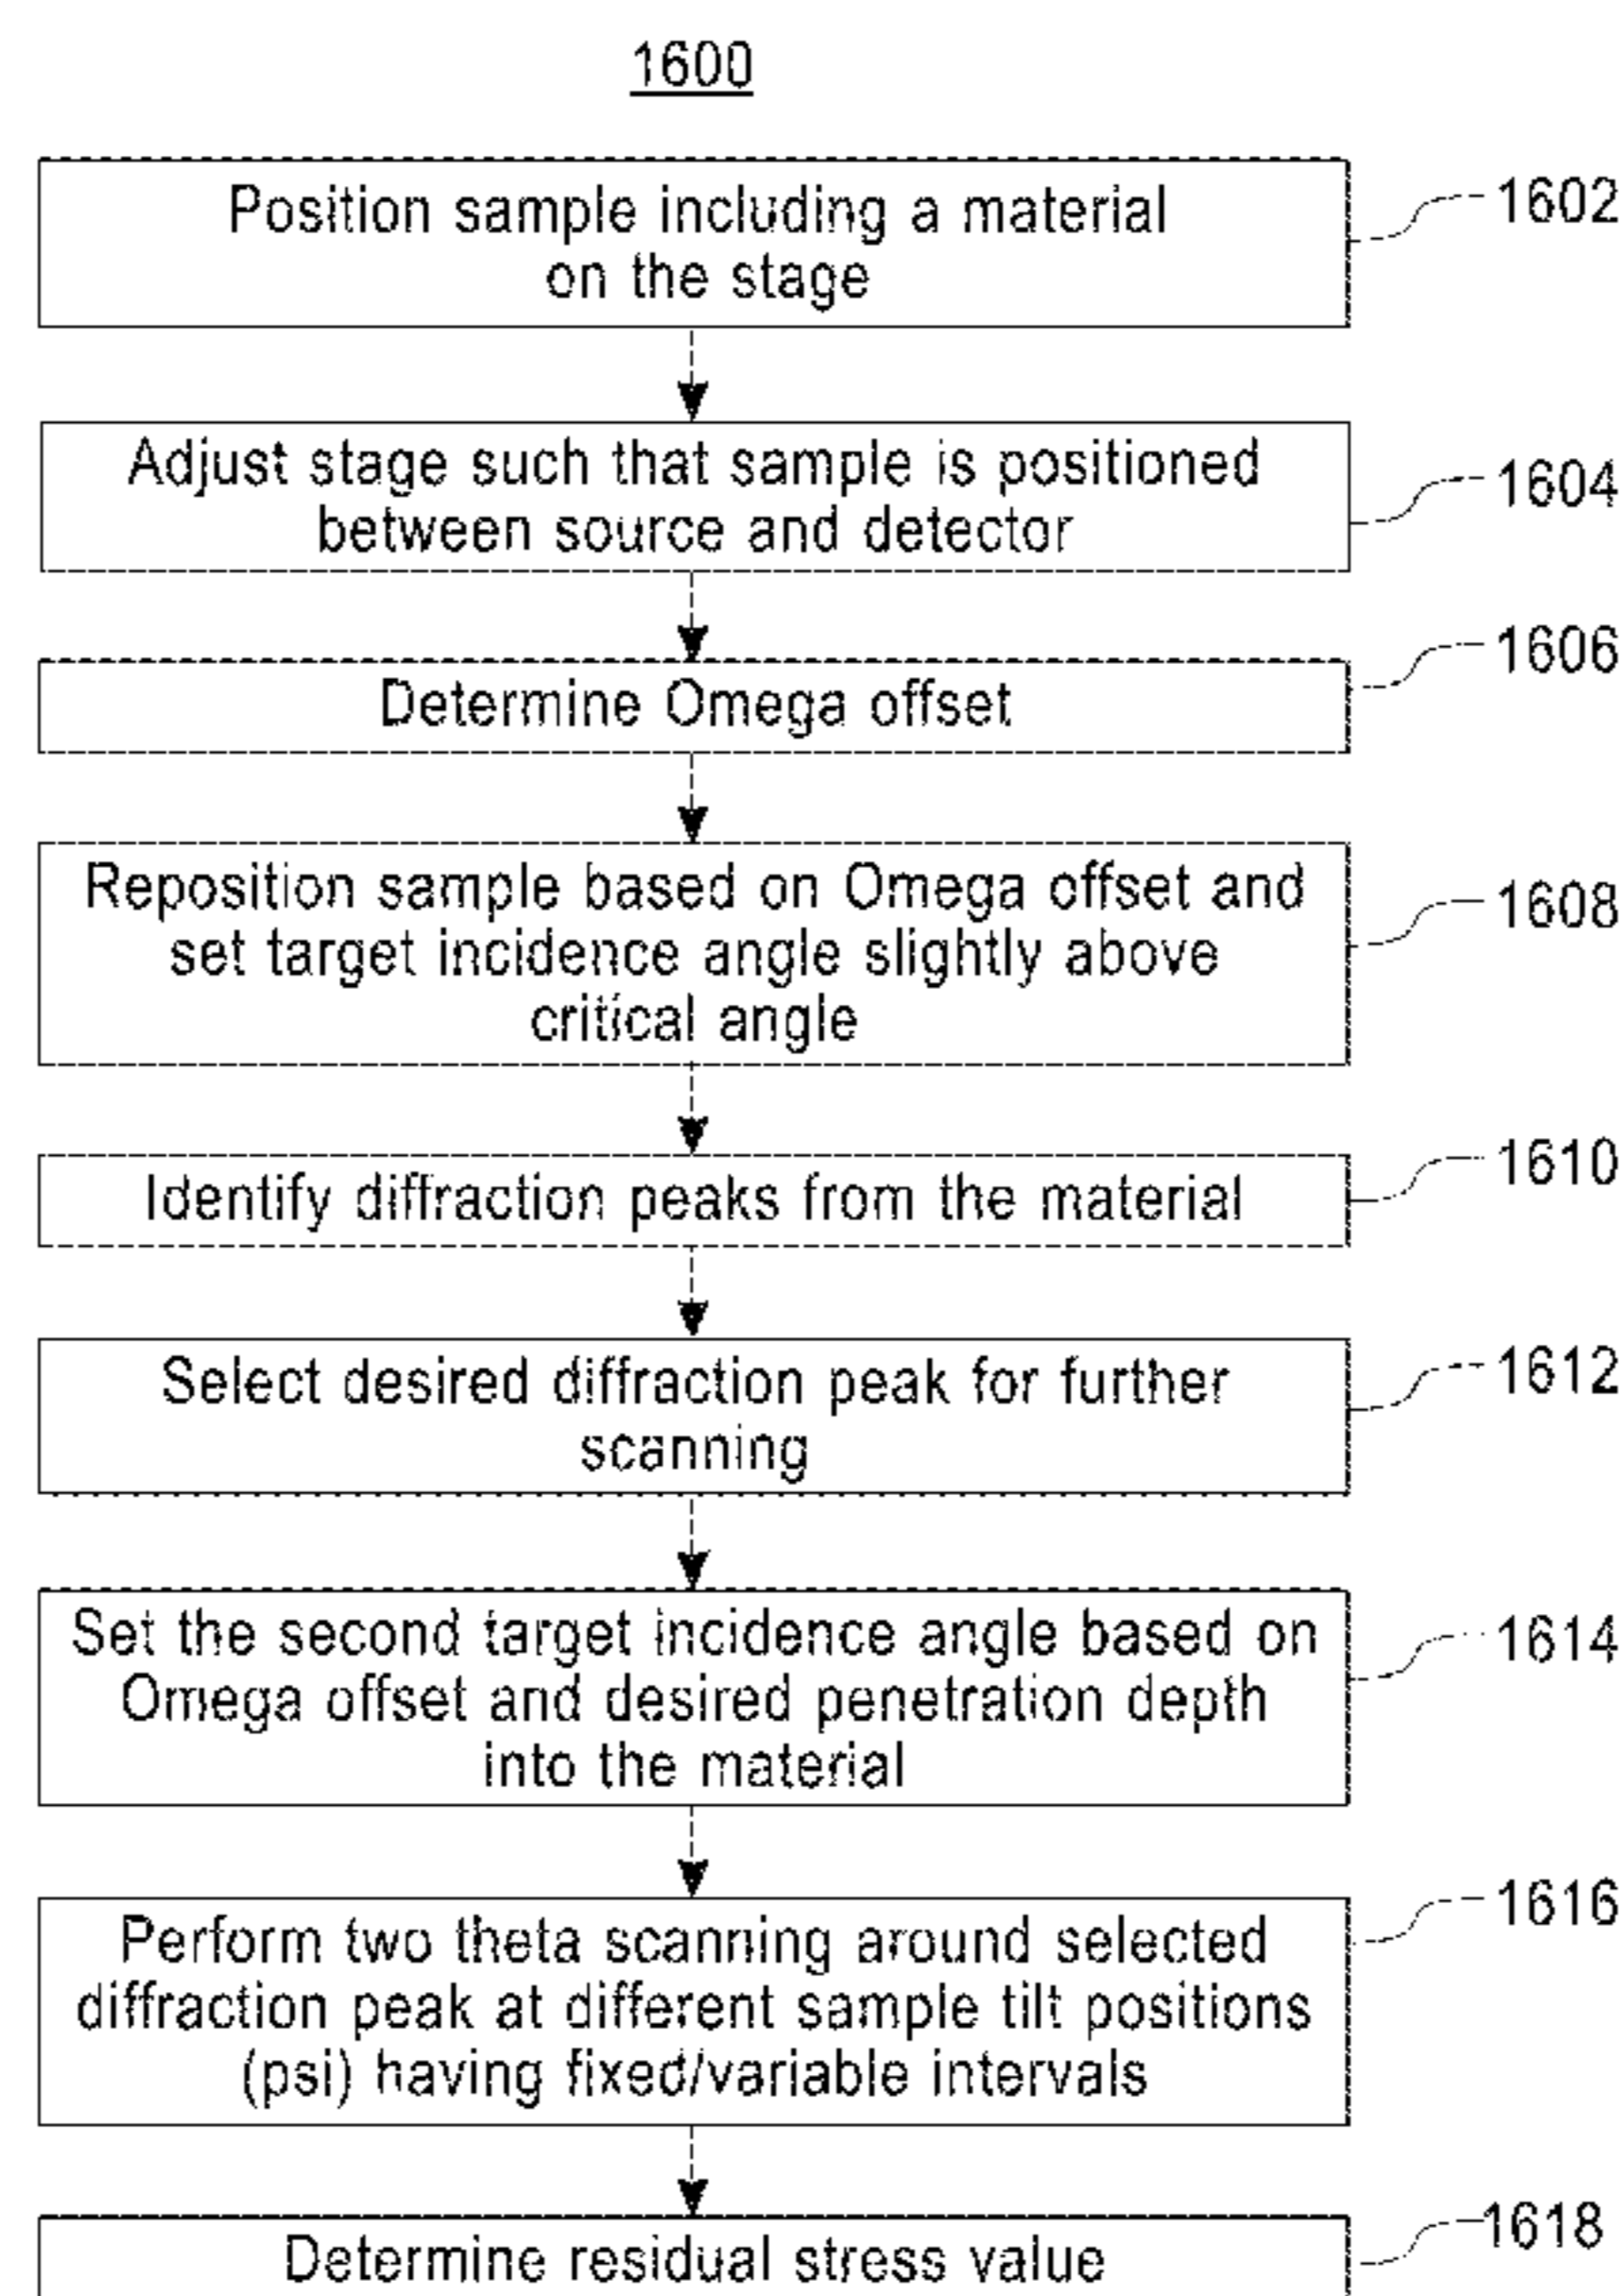 1600
Position sample including a material
on the stage
1602
Adjust stage such that sample is positioned
between source and detector
1604
Determine Omega offset
1606
Reposition sample based on Omega offset and
set target incidence angle slightly above
critical angle
1608
Identify diffraction peaks from the material
1610
Select desired diffraction peak for further
scanning
1612
Set the second target incidence angle based on
Omega offset and desired penetration depth
into the material
1614
Perform two theta scanning around selected
diffraction peak at different sample tilt positions
(psi) having fixed/variable intervals
1616
Determine residual stress value
1618